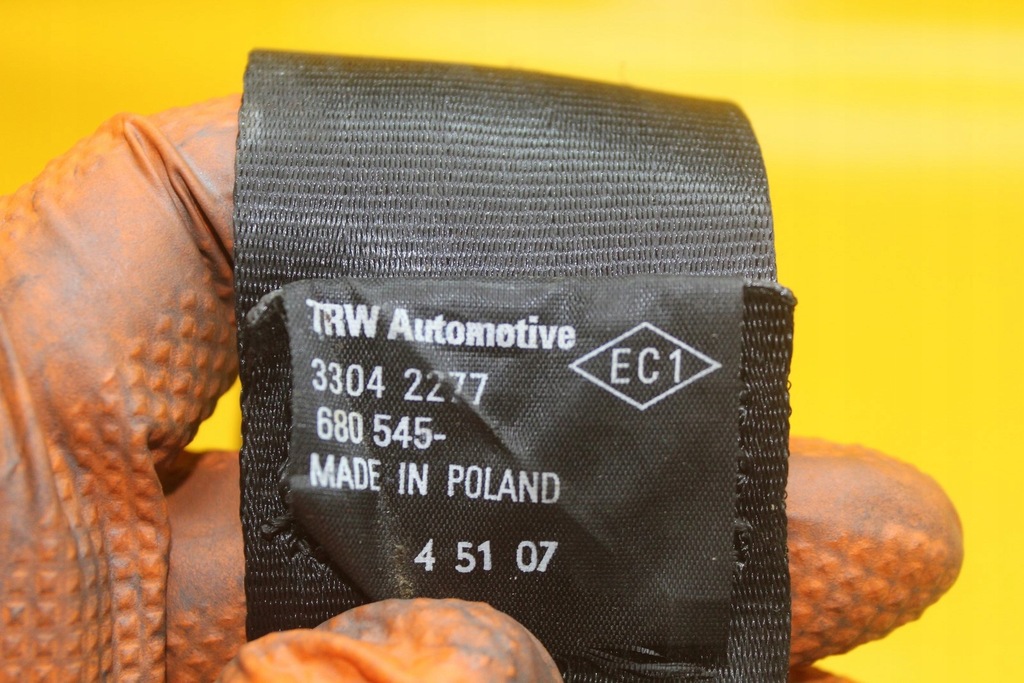 TRW Automotive
EC1
3304 2277
680 545-
MADE IN POLAND
4 51 07